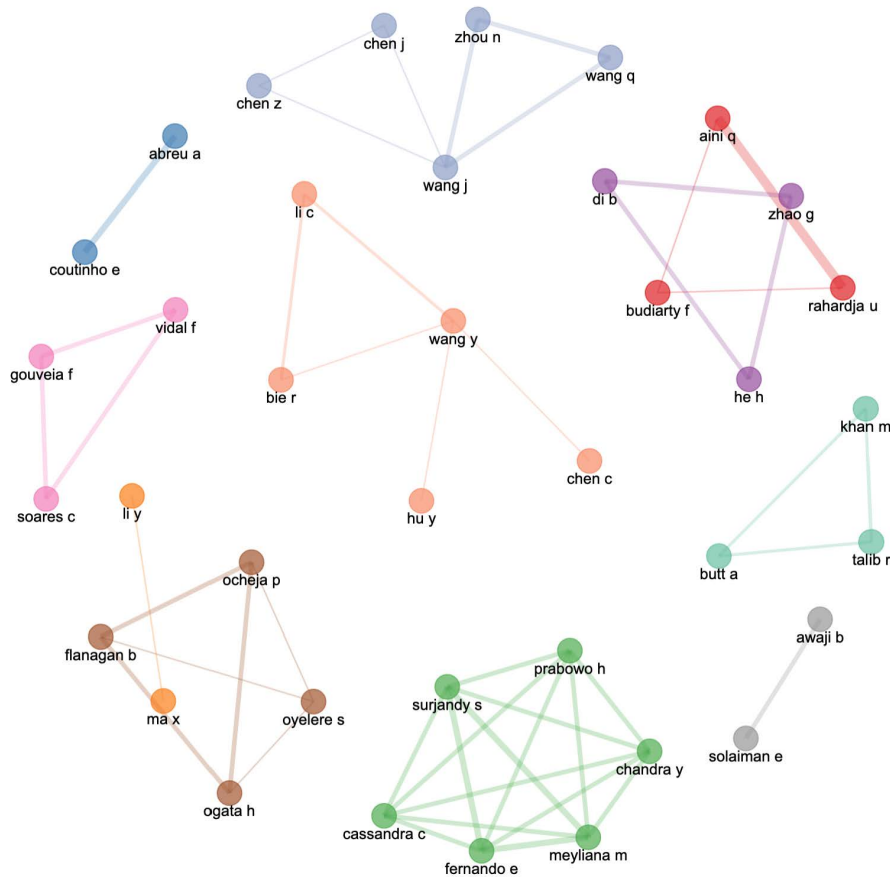 chen j
zhou n
wang q
chen z
aini q
abreu a
wang j
di b
li c
zhao g
coutinho e
budiarty f
rahardja u
vidal f
wang y
gouveia f
bie r
he h
khan m
chen c
soares c
li y
hu y
butt a
talib r
ocheja p
awaji b
flanagan b
prabowo h
surjandy s
ma x
oyelere s
solaiman e
chandra y
ogata h
cassandra c
meyliana m
fernando e